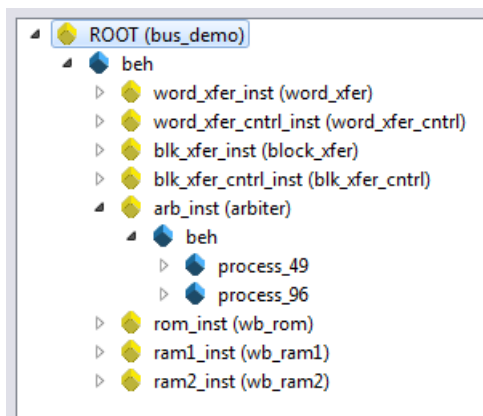 ROOT (bus_demo)
beh
word_xfer_inst (word_xfer)
word_xfer_cntrl_inst (word_xfer_cntrl)
blk_xfer_inst (block_xfer)
blk_xfer_cntrl_inst (blk_xfer_cntrl)
arb_inst (arbiter)
beh
process_49
process_96
rom_inst (wb_rom)
ram1_inst (wb_ram1)
ram2_inst (wb_ram2)